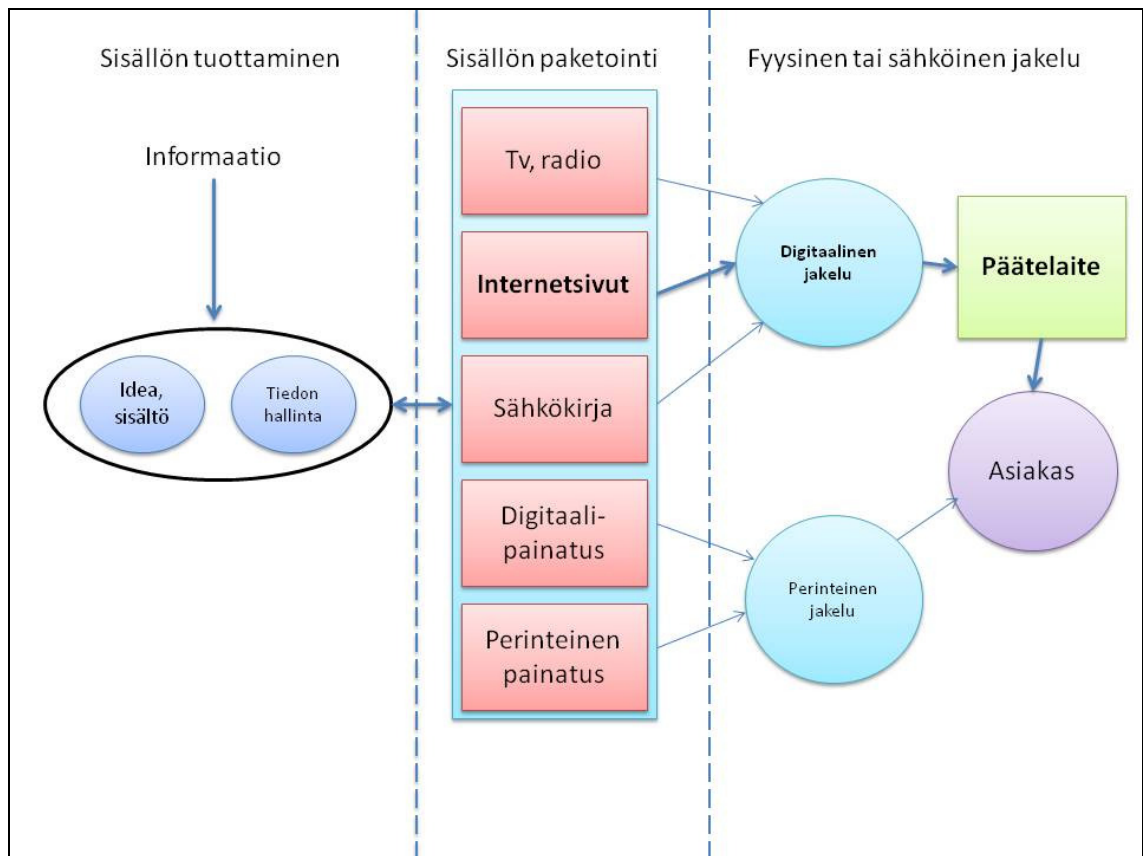 Sisällön tuottaminen
Sisällön paketointi
Fyysinen tai sähköinen jakelu
Informaatio
Idea,
sisältö
Tiedon
hallinta
Tv, radio
Internetsivut
Sähkökirja
Digitaali-
painatus
Perinteinen
painatus
Digitaalinen
jakelu
Perinteinen
jakelu
Päätelaite
Asiakas